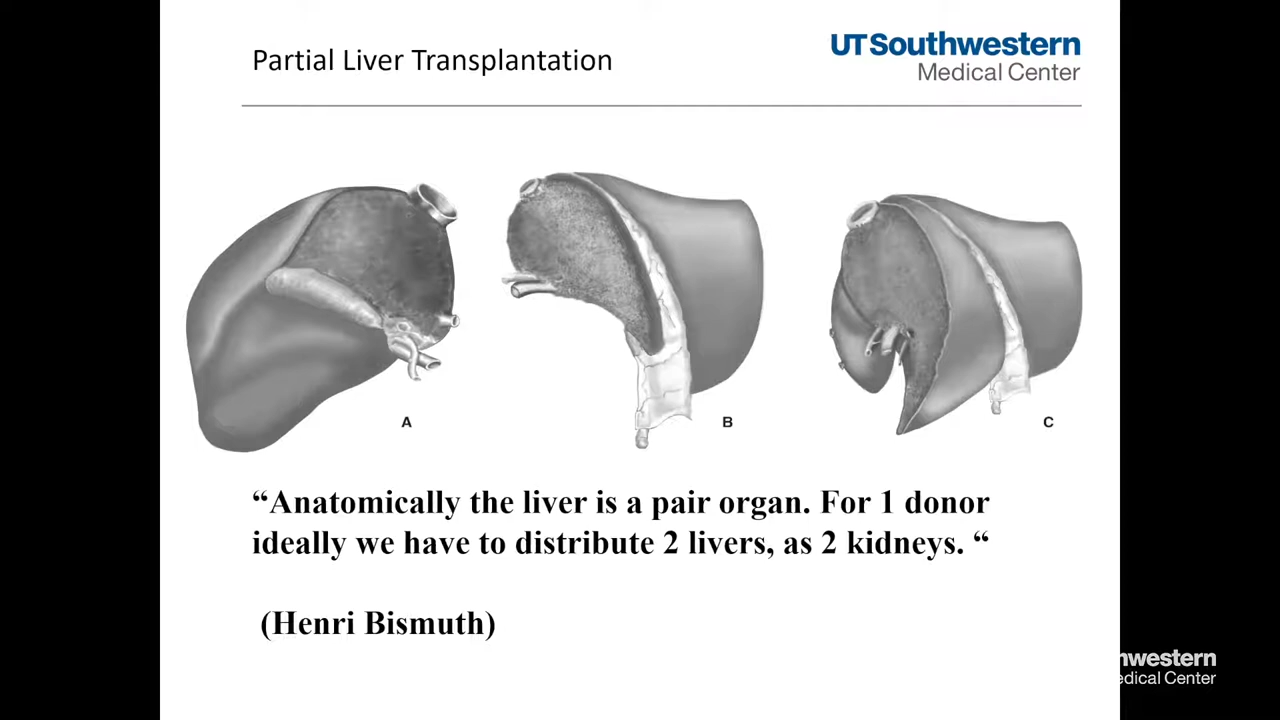 Partial Liver Transplantation
UTSouthwestern
Medical Center
A
B
C
“Anatomically the liver is a pair organ. For 1 donor
ideally we have to distribute 2 livers, as 2 kidneys. “
(Henri Bismuth)
hwestern
edical Center